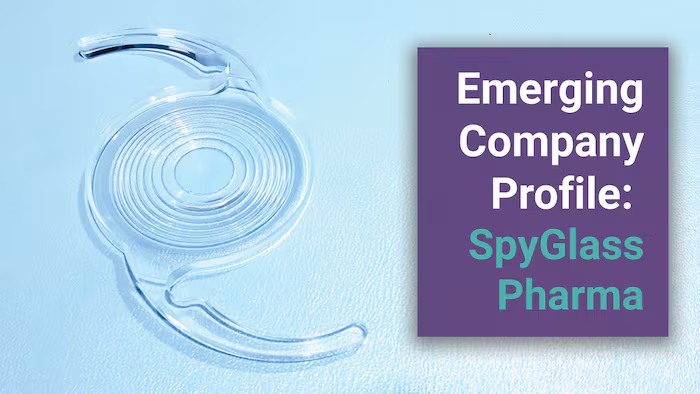 Emerging
Company
Profile:
SpyGlass
Pharma